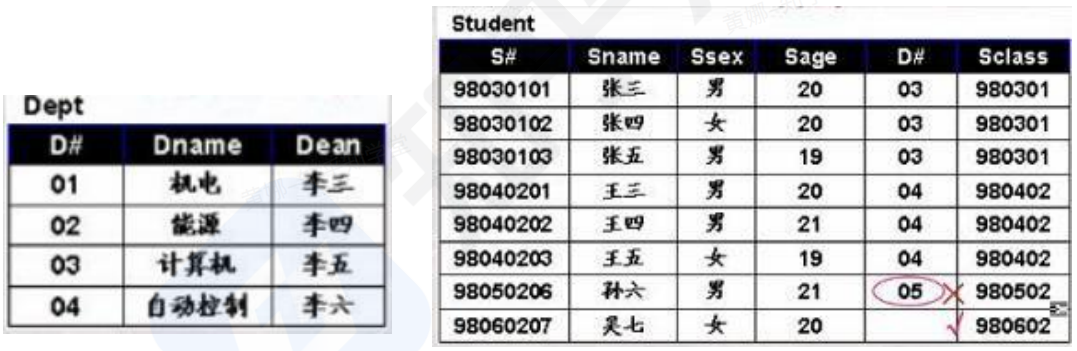 Dept
D# Dname Dean
01 机电 李三
02 能源 李四
03 计算机 李五
04 自动控制 李六
Student
S# Sname Ssex Sage D# Sclass
98030101 张三 男 20 03 980301
98030102 张四 女 20 03 980301
98030103 张五 男 19 03 980301
98040201 王三 男 20 04 980402
98040202 王四 男 21 04 980402
98040203 王五 女 19 04 980402
98050206 孙六 男 21 05 980502
98060207 吴七 女 20 980602